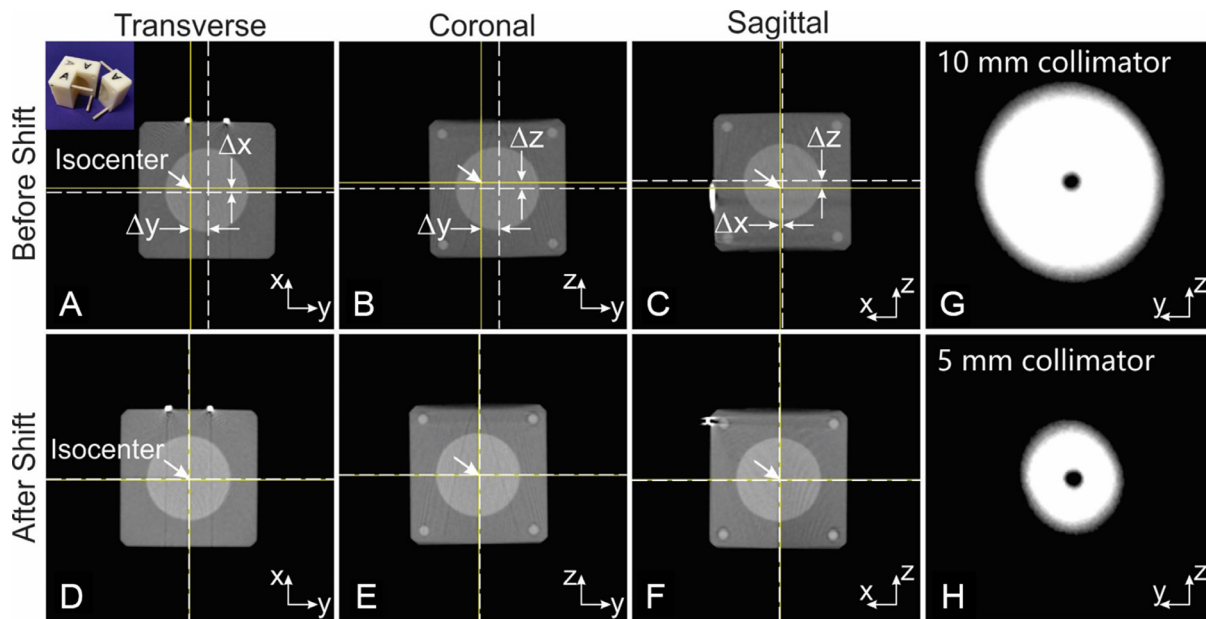 Transverse
Coronal
Sagittal
Before Shift
A A A
Isocenter
Δx
Δy
x
y
A
Δz
Δy
z
y
B
Δz
Δx
z
x
C
10 mm collimator
z
y
G
After Shift
Isocenter
x
y
D
z
y
E
z
x
F
5 mm collimator
z
y
H